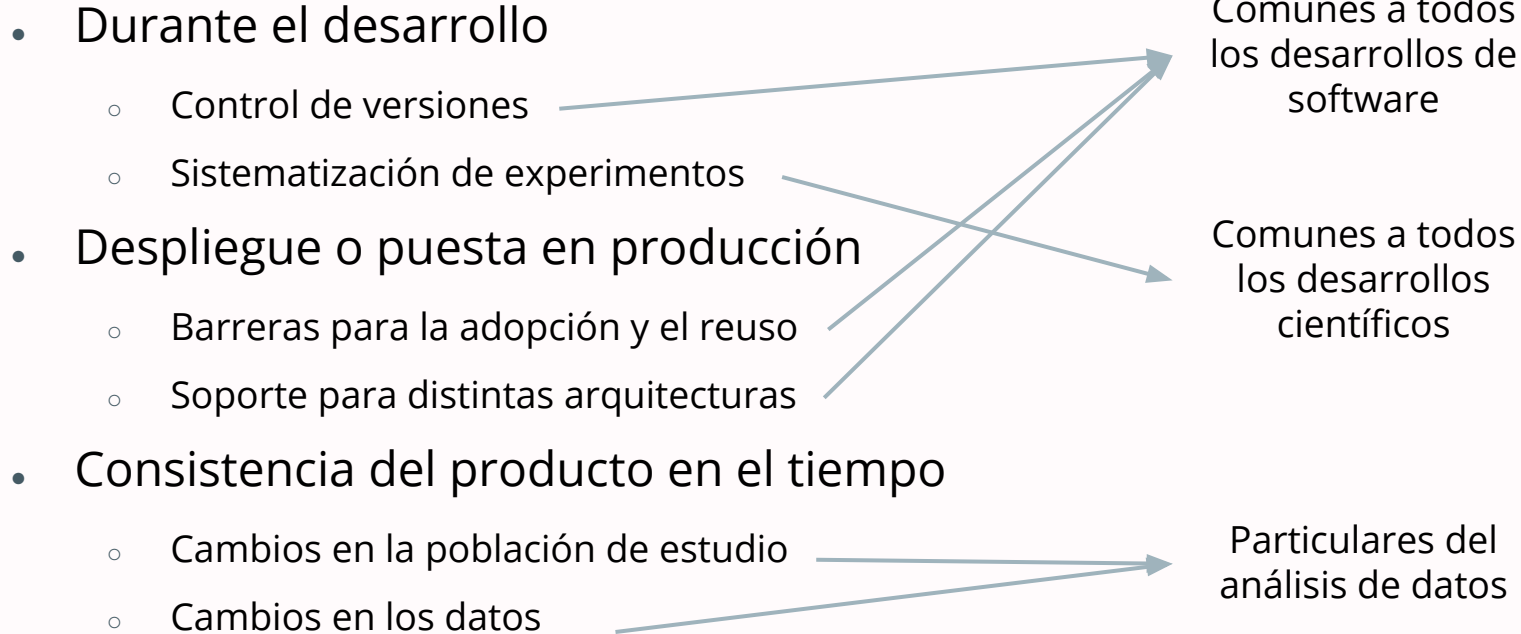 Durante el desarrollo
Control de versiones
Sistematización de experimentos
Despliegue o puesta en producción
Barreras para la adopción y el reuso
Soporte para distintas arquitecturas
Consistencia del producto en el tiempo
Cambios en la población de estudio
Cambios en los datos
Comunes a todos
los desarrollos de
software
Comunes a todos
los desarrollos
científicos
Particulares del
análisis de datos